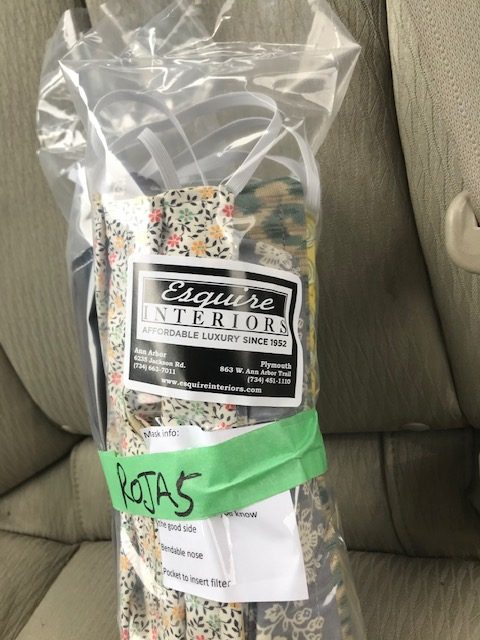 Esquire
INTERIORS
AFFORDABLE LUXURY SINCE 1952
Ann Arbor
6235 Jackson Rd.
(734) 663-7011
Plymouth
863 W. Ann Arbor Trail
(734) 451-1110
www.esquireinteriors.com
Mask info:
ROJAS
know
the good side
Bendable nose
Pocket to insert filter